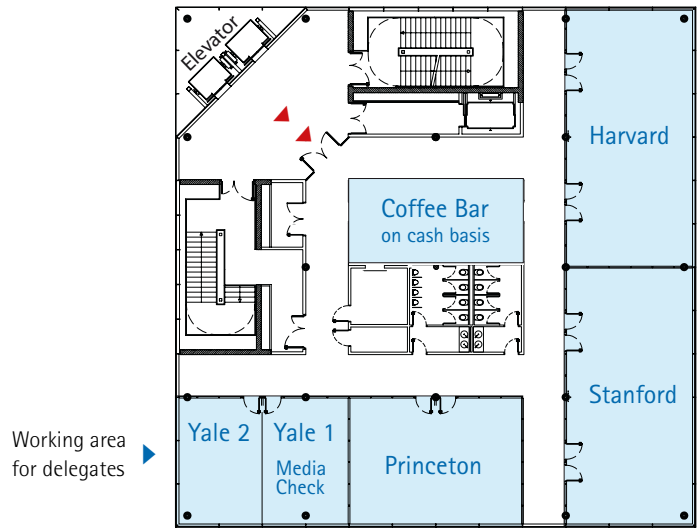 Elevator
Harvard
Coffee Bar
on cash basis
Stanford
Working area
for delegates
Yale 2
Yale 1
Media
Check
Princeton